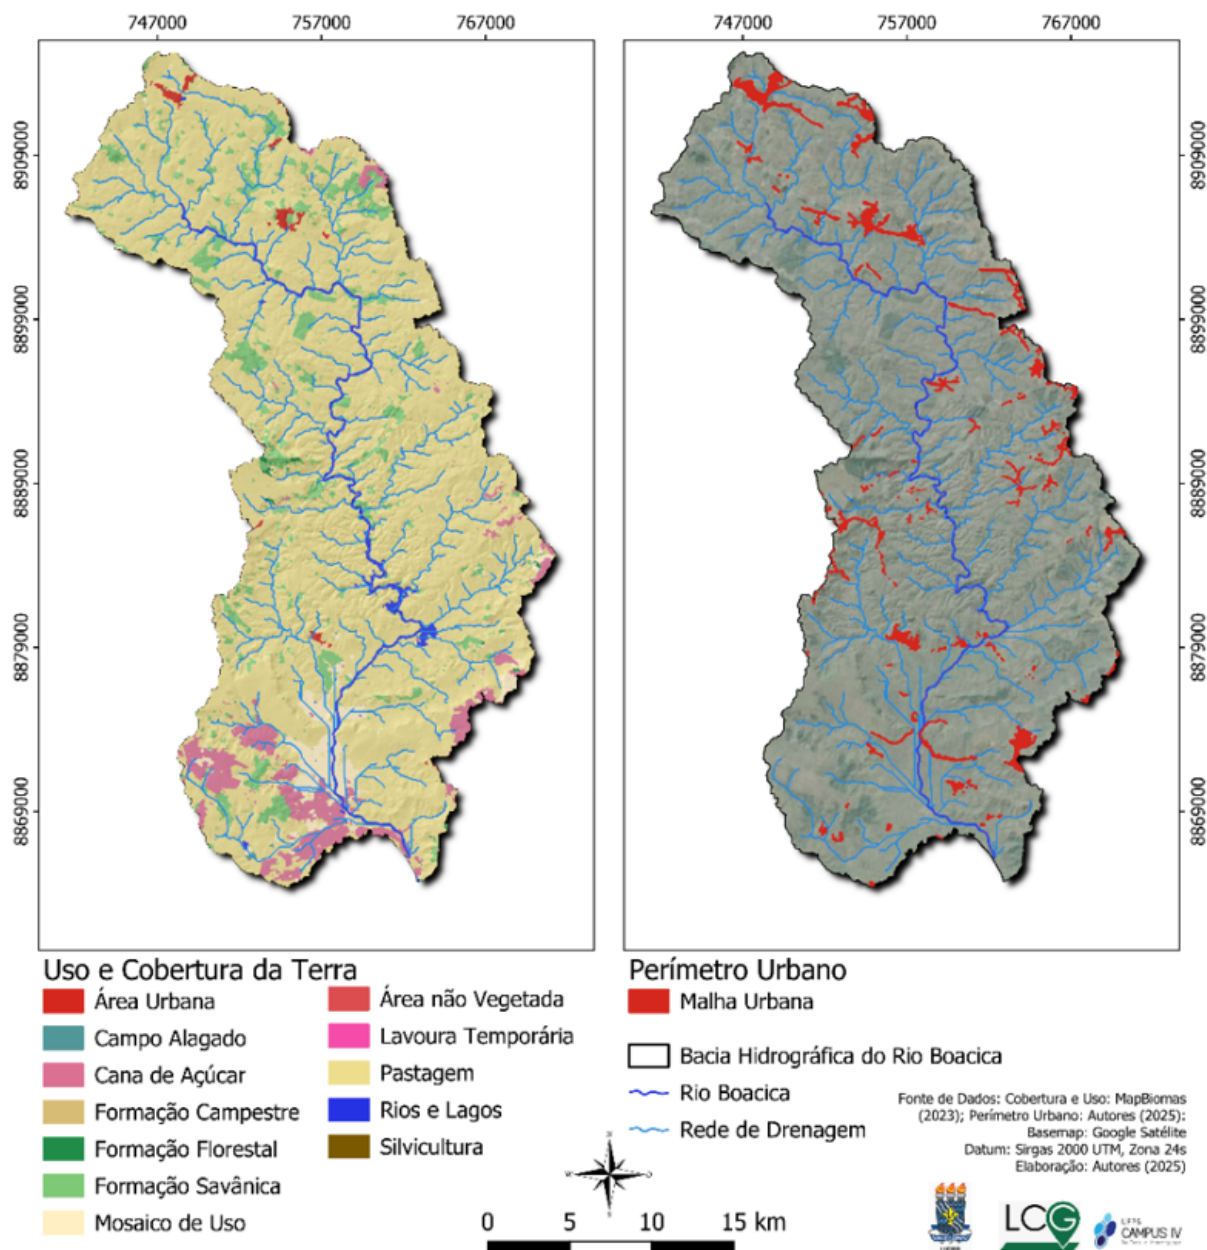 747000 757000 767000
747000 757000 767000
8909000
8899000
8889000
8879000
8869000
8909000
8899000
8889000
8879000
8869000
Uso e Cobertura da Terra
Área Urbana
Campo Alagado
Cana de Açúcar
Formação Campestre
Formação Florestal
Formação Savânica
Mosaico de Uso
Área não Vegetada
Lavoura Temporária
Pastagem
Rios e Lagos
Silvicultura
Perímetro Urbano
Malha Urbana
Bacia Hidrográfica do Rio Boacica
Rio Boacica
Rede de Drenagem
Fonte de Dados: Cobertura e Uso: MapBiomas
(2023); Perímetro Urbano: Autores (2025):
Basemap: Google Satélite
Datum: Sirgas 2000 UTM, Zona 24s
Elaboração: Autores (2025)
0 5 10 15 km
LCG
CAMPUS IV